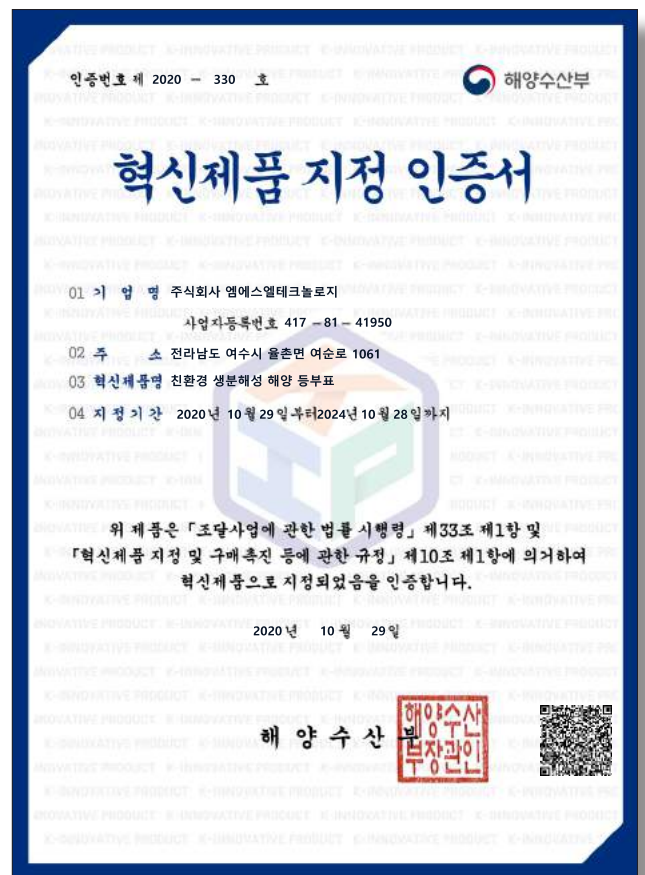 인증번호 제 2020 - 330 호
해양수산부
혁신제품 지정 인증서
01 기 업 명 주식회사 엠에스엘테크놀로지
사업자등록번호 417 - 81 - 41950
02 주 소 전라남도 여수시 율촌면 여순로 1061
03 혁신제품명 친환경 생분해성 해양 등부표
04 지정기간 2020년 10월 29일부터2024년 10월 28일까지
위 제품은 「조달사업에 관한 법률 시행령」 제33조 제1항 및
「혁신제품 지정 및 구매촉진 등에 관한 규정」 제10조 제1항에 의거하여
혁신제품으로 지정되었음을 인증합니다.
2020년 10월 29일
해 양 수 산 부
해양수산
부장관인